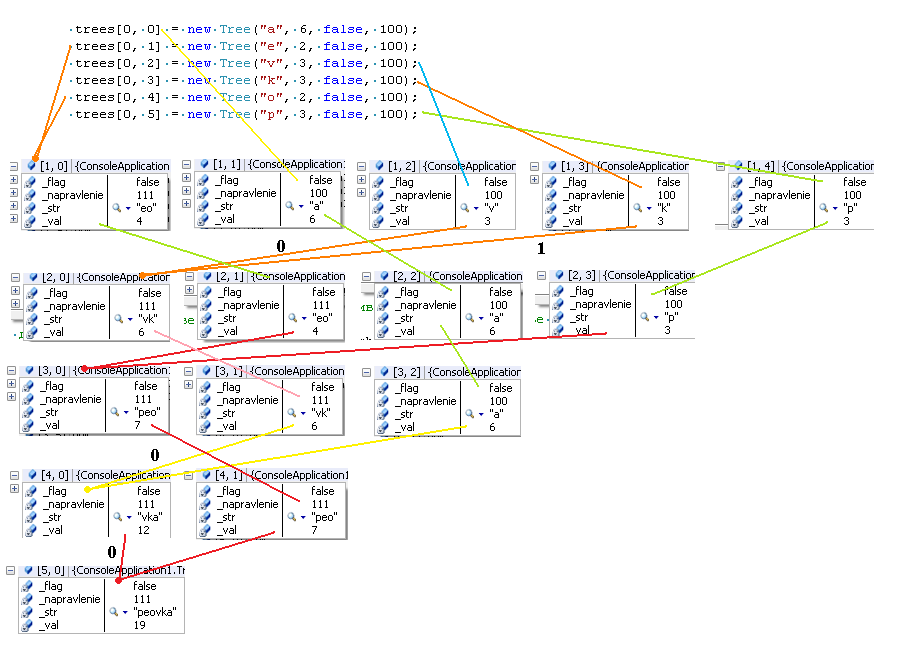 trees[0, 0] = new Tree("a", 6, false, 100);
trees[0, 1] = new Tree("e", 2, false, 100);
trees[0, 2] = new Tree("v", 3, false, 100);
trees[0, 3] = new Tree("k", 3, false, 100);
trees[0, 4] = new Tree("o", 2, false, 100);
trees[0, 5] = new Tree("p", 3, false, 100);
[1, 0] {ConsoleApplication [1, 1] {ConsoleApplication1 [1, 2] {ConsoleApplication [1, 3] {ConsoleApplication [1, 4] {ConsoleApplication
_flag false _flag false _flag false _flag false _flag false
_napravlenie 111 _napravlenie 100 _napravlenie 100 _napravlenie 100 _napravlenie 100
_str "eo" _str "a" _str "v" _str "k" _str "p"
_val 4 _val 6 _val 3 _val 3 _val 3
0 1
[2, 0] {ConsoleApplication [2, 1] {ConsoleApplication [2, 2] {ConsoleApplication [2, 3] {ConsoleApplication
_flag false _flag false _flag false _flag false
_napravlenie 111 _napravlenie 111 _napravlenie 100 _napravlenie 100
_str "vk" _str "eo" _str "a" _str "p"
_val 6 _val 4 _val 6 _val 3
[3, 0] {ConsoleApplication [3, 1] {ConsoleApplication [3, 2] {ConsoleApplication
_flag false _flag false _flag false
_napravlenie 111 _napravlenie 111 _napravlenie 100
_str "peo" _str "vk" _str "a"
_val 7 _val 6 _val 6
0
[4, 0] {ConsoleApplication [4, 1] {ConsoleApplication1
_flag false _flag false
_napravlenie 111 _napravlenie 111
_str "vka" _str "peo"
_val 12 _val 7
0
[5, 0] {ConsoleApplication1.Tr
_flag false
_napravlenie 111
_str "peovka"
_val 19